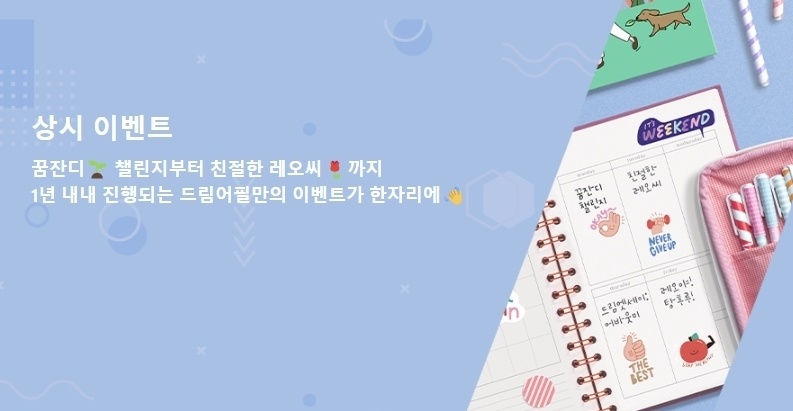 상시 이벤트
꿈잔디🌱 챌린지부터 친절한 레오씨🌹까지
1년 내내 진행되는 드림어필만의 이벤트가 한자리에👋
IT'S
WEEKEND
꿈잔디
챌린지
친절한
레오씨
OKAY~
NEVER
GIVE UP
드림엣세이;
어바웃미
레오야!
탕후루!
THE
BEST